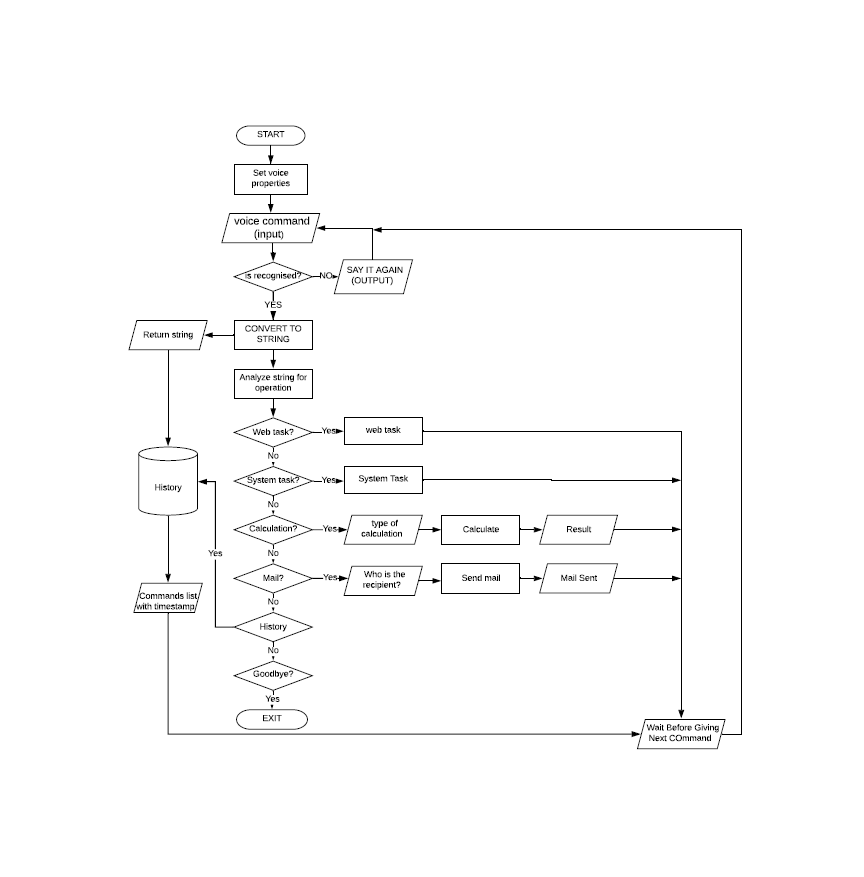 START
Set voice
properties
voice command
(input)
is recognised?
NO
SAY IT AGAIN
(OUTPUT)
YES
Return string
CONVERT TO
STRING
Analyze string for
operation
Web task?
Yes
web task
No
System task?
Yes
System Task
No
History
Calculation?
Yes
type of
calculation
Calculate
Result
No
Yes
Mail?
Yes
Who is the
recipient?
Send mail
Mail Sent
No
Commands list
with timestamp
History
No
Goodbye?
Yes
EXIT
Wait Before Giving
Next COmmand